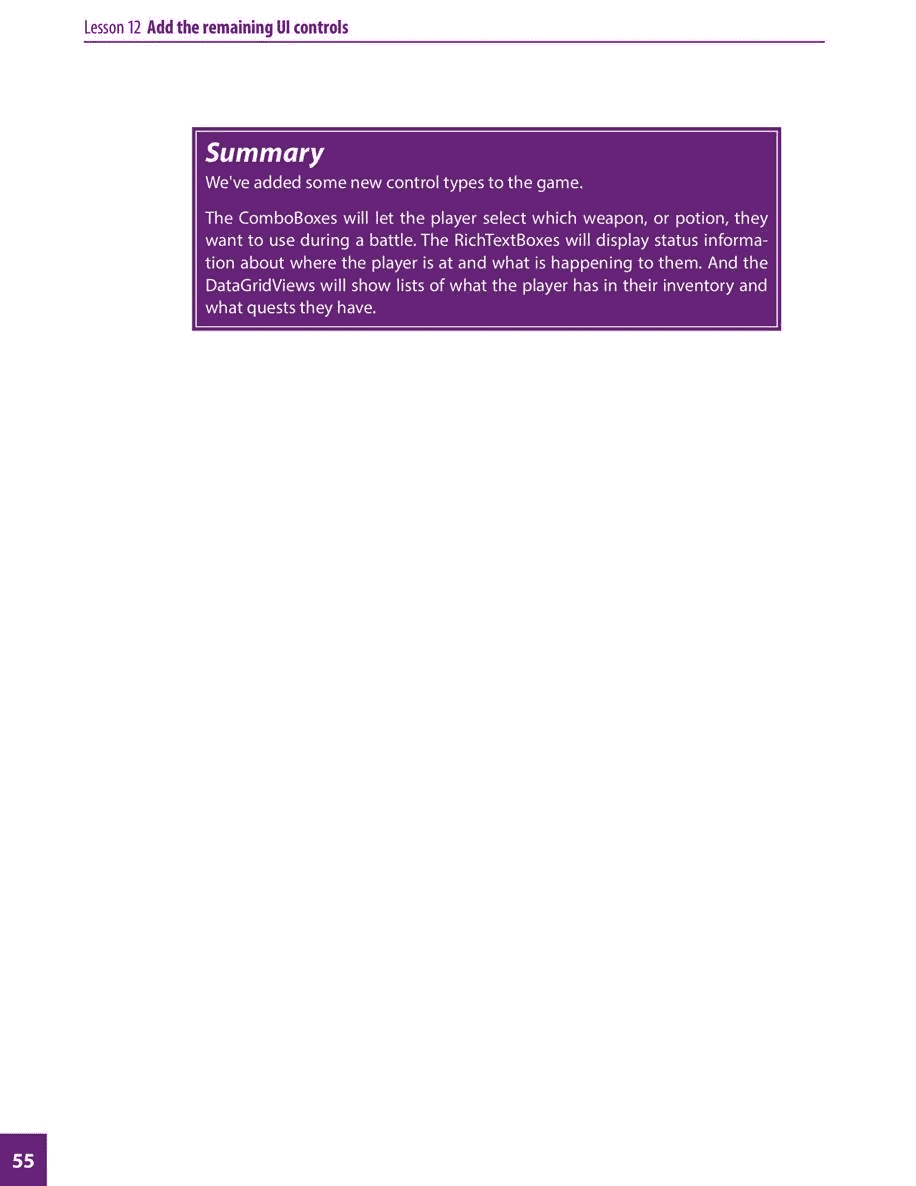 Lesson 12 Add the remaining UI controls
Summary
We've added some new control types to the game.
The ComboBoxes will let the player select which weapon, or potion, they
want to use during a battle. The RichTextBoxes will display status informa-
tion about where the player is at and what is happening to them. And the
DataGridViews will show lists of what the player has in their inventory and
what quests they have.
55